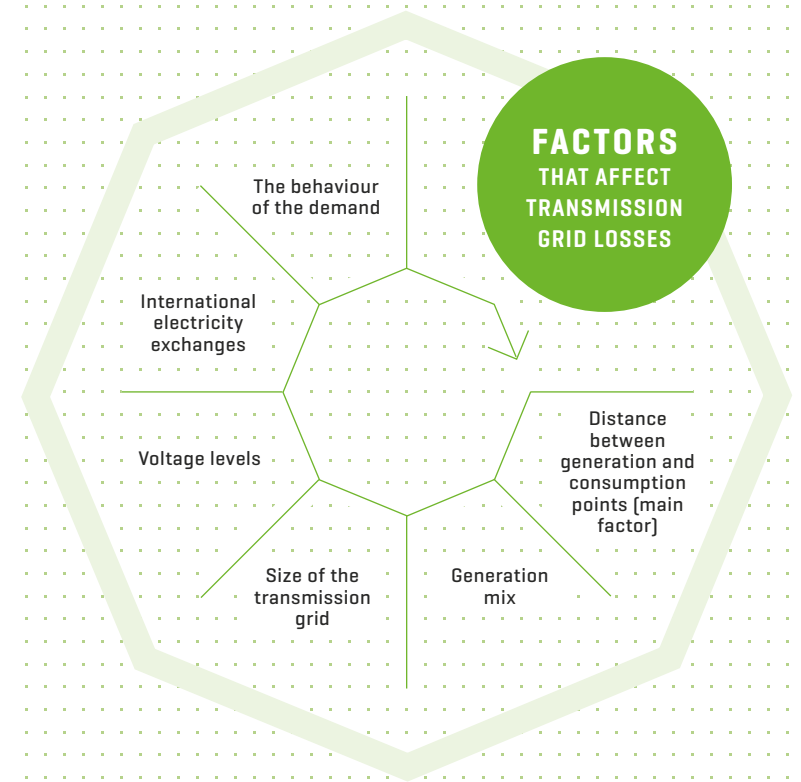 FACTORS
THAT AFFECT
TRANSMISSION
GRID LOSSES
Distance
between
generation and
consumption
points (main
factor)
Generation
mix
Size of the
transmission
grid
Voltage levels
International
electricity
exchanges
The behaviour
of the demand